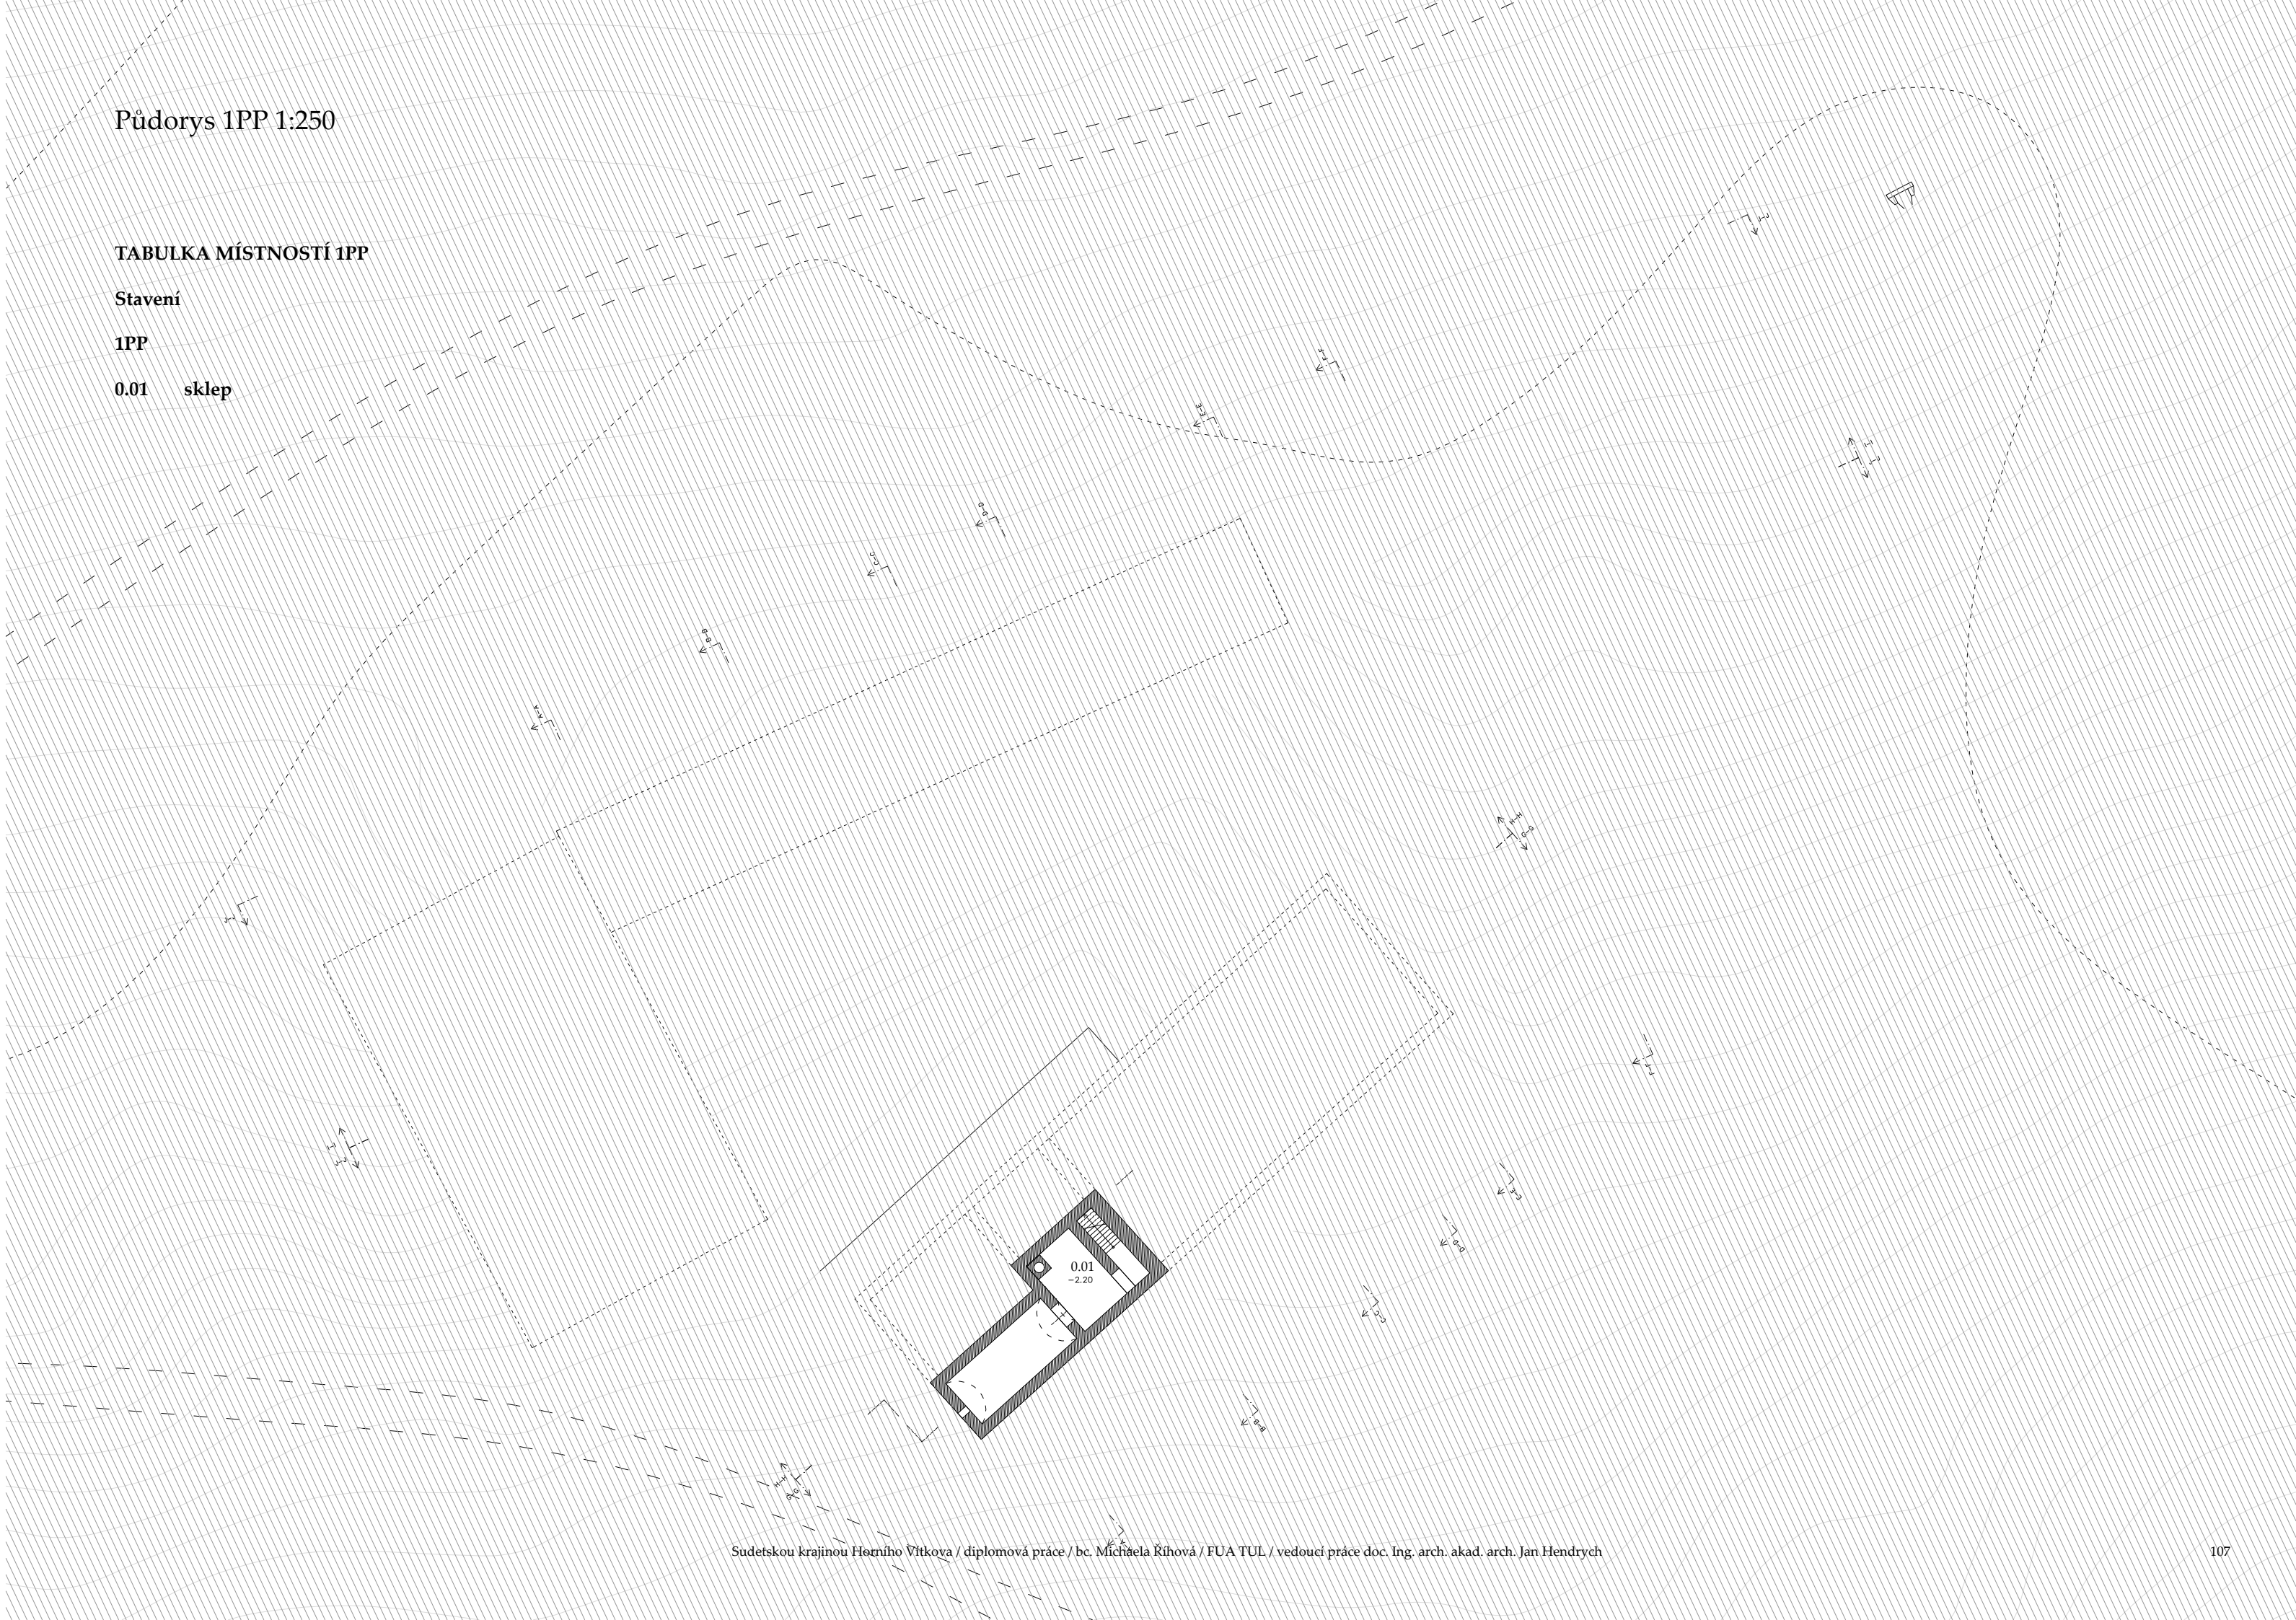 Půdorys 1PP 1:250
TABULKA MÍSTNOSTÍ 1PP
Stavení
1PP
0.01 sklep
J-J
F-F
E-E
I-I
J-J
D-D
C-C
B-B
A-A
H-H
G-G
J-J
F-F
I-I
J-J
E-E
D-D
0.01
−2.20
C-C
B-B
H-H
G-G
Sudetskou krajinou Horního Vítkova / diplomová práce / bc. Michaela Říhová / FUA TUL / vedoucí práce doc. Ing. arch. akad. arch. Jan Hendrych
107